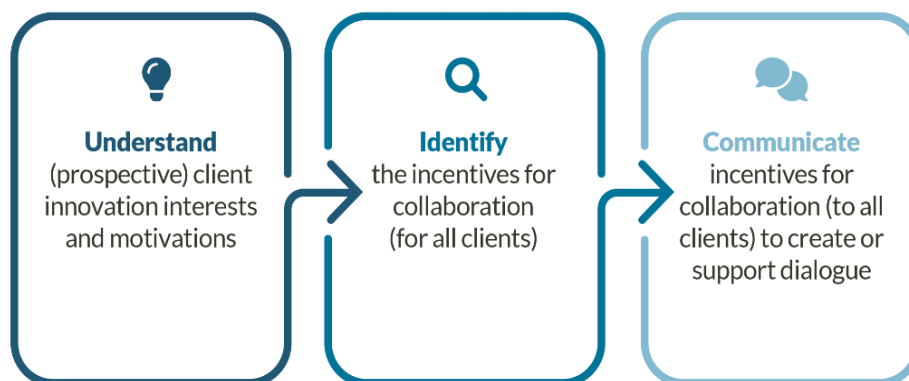 Understand
(prospective) client
innovation interests
and motivations
Identify
the incentives for
collaboration
(for all clients)
Communicate
incentives for
collaboration (to all
clients) to create or
support dialogue